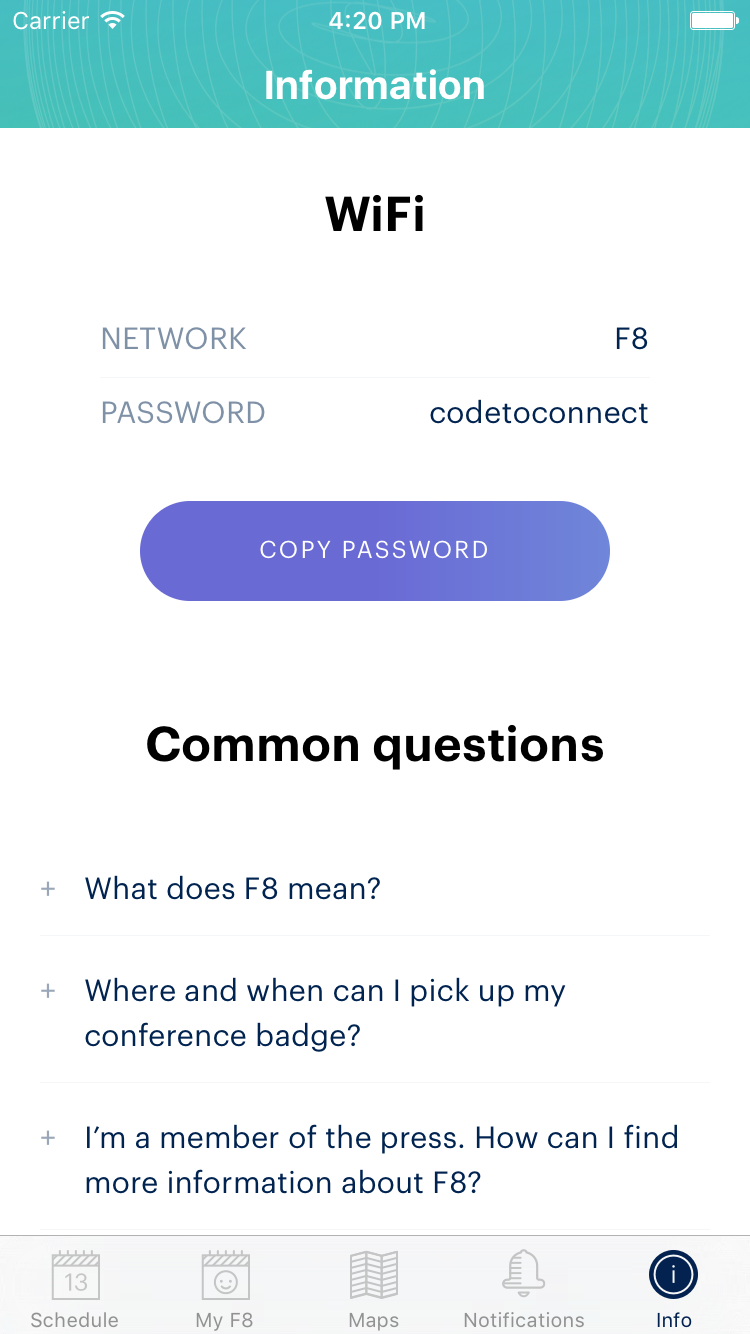 Carrier 4:20 PM
Information
WiFi
NETWORK F8
PASSWORD codetoconnect
COPY PASSWORD
Common questions
+ What does F8 mean?
+ Where and when can I pick up my
conference badge?
+ I’m a member of the press. How can I find
more information about F8?
13 i
Schedule My F8 Maps Notifications Info